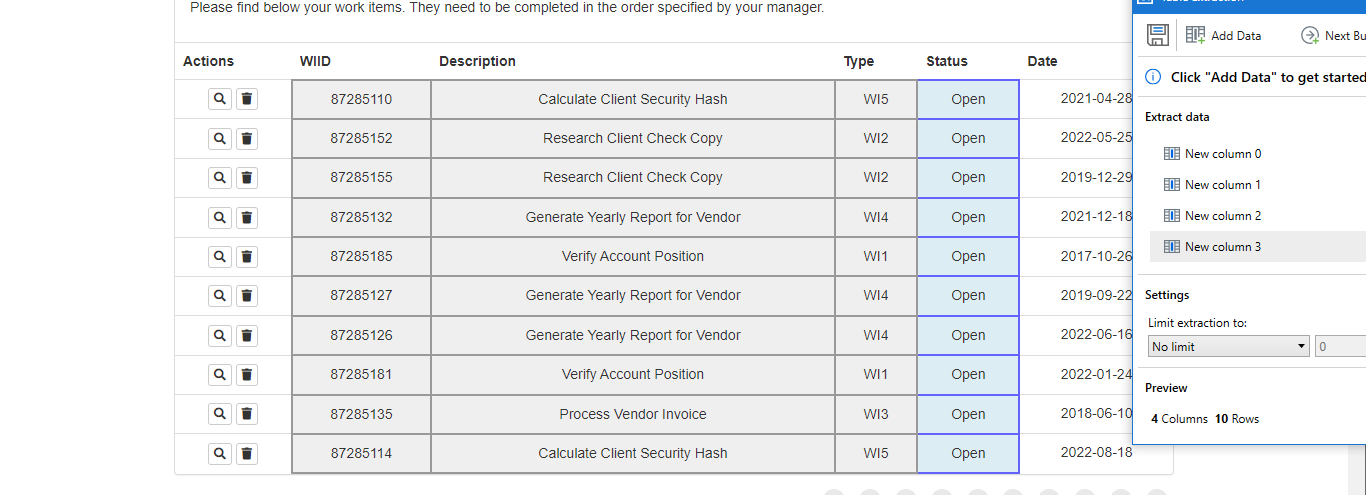 Please find below your work items. They need to be completed in the order specified by your manager.
Actions WIID Description Type Status Date
87285110 Calculate Client Security Hash WI5 Open 2021-04-28
87285152 Research Client Check Copy WI2 Open 2022-05-25
87285155 Research Client Check Copy WI2 Open 2019-12-29
87285132 Generate Yearly Report for Vendor WI4 Open 2021-12-18
87285185 Verify Account Position WI1 Open 2017-10-26
87285127 Generate Yearly Report for Vendor WI4 Open 2019-09-22
87285126 Generate Yearly Report for Vendor WI4 Open 2022-06-16
87285181 Verify Account Position WI1 Open 2022-01-24
87285135 Process Vendor Invoice WI3 Open 2018-06-10
87285114 Calculate Client Security Hash WI5 Open 2022-08-18
Add Data Next Bu
Click "Add Data" to get started
Extract data
New column 0
New column 1
New column 2
New column 3
Settings
Limit extraction to:
No limit 0
Preview
4 Columns 10 Rows